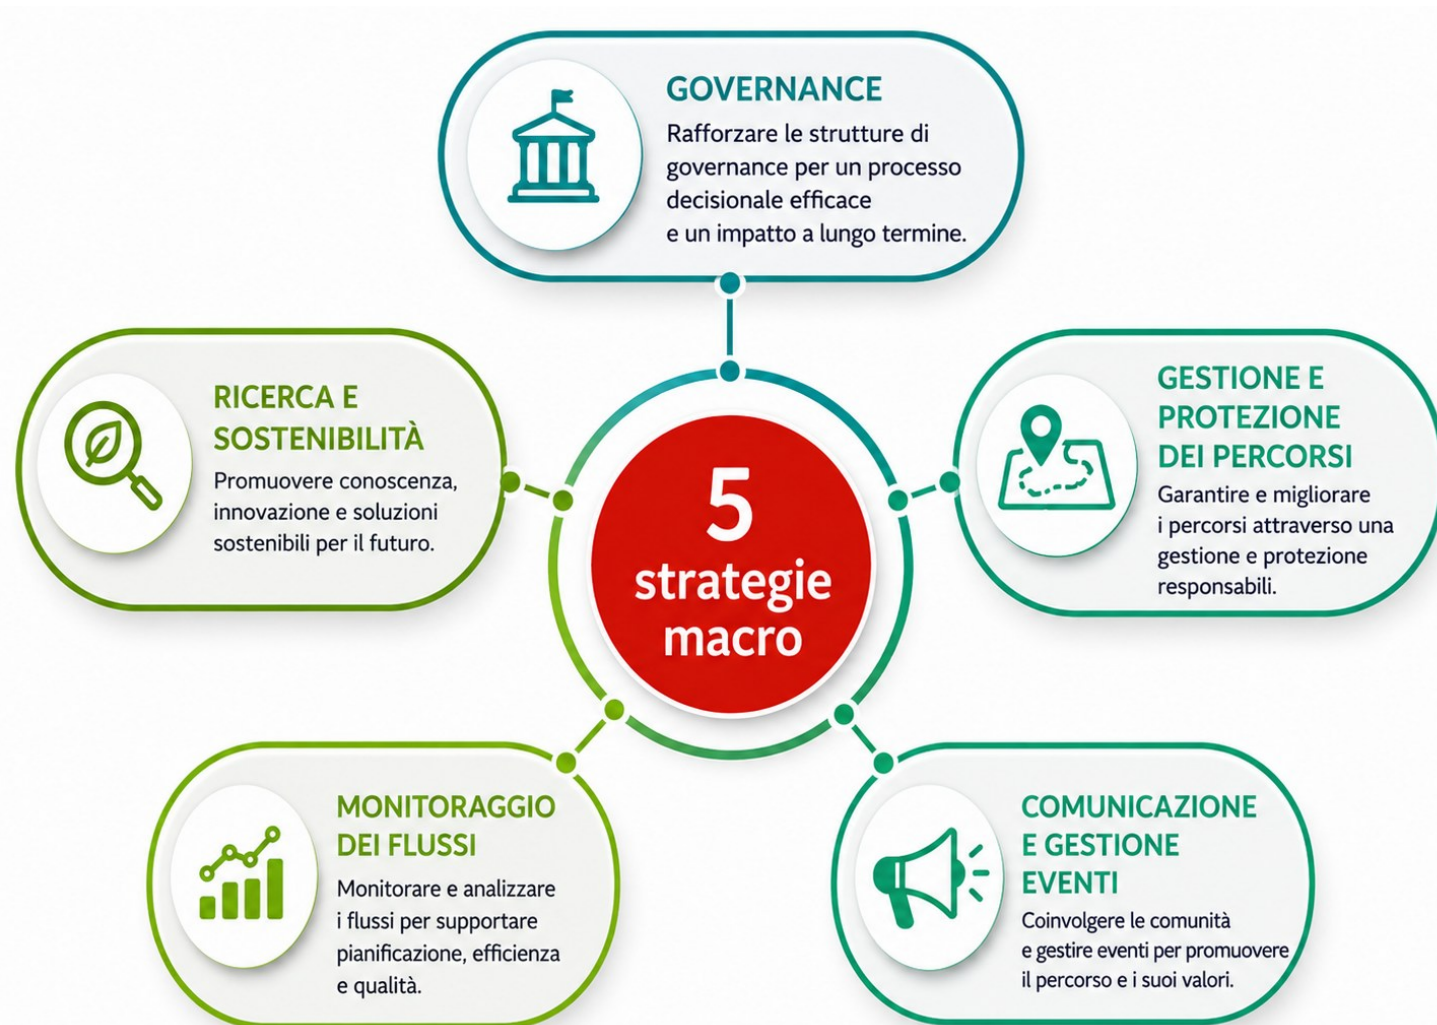 GOVERNANCE
Rafforzare le strutture di
governance per un processo
decisionale efficace
e un impatto a lungo termine.
RICERCA E
SOSTENIBILITÀ
Promuovere conoscenza,
innovazione e soluzioni
sostenibili per il futuro.
5
strategie
macro
GESTIONE E
PROTEZIONE
DEI PERCORSI
Garantire e migliorare
i percorsi attraverso una
gestione e protezione
responsabili.
MONITORAGGIO
DEI FLUSSI
Monitorare e analizzare
i flussi per supportare
pianificazione, efficienza
e qualità.
COMUNICAZIONE
E GESTIONE
EVENTI
Coinvolgere le comunità
e gestire eventi per promuovere
il percorso e i suoi valori.